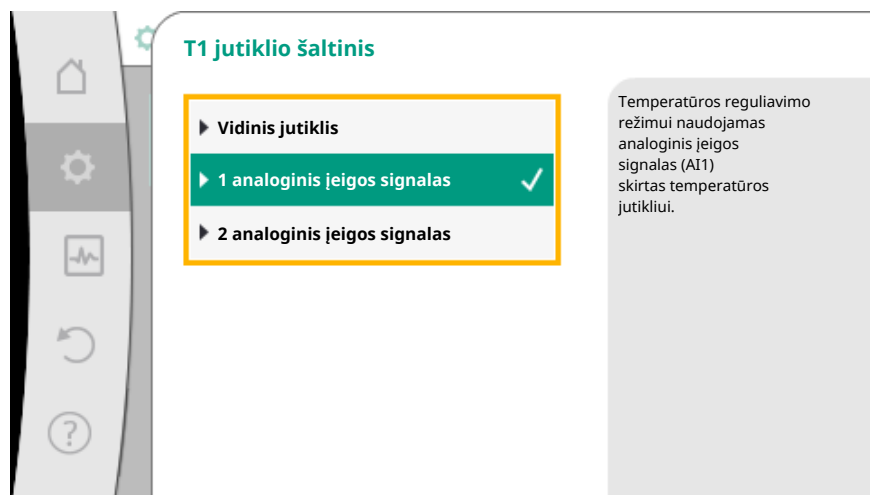 T1 jutiklio šaltinis
Vidinis jutiklis
1 analoginis įeigos signalas
2 analoginis įeigos signalas
Temperatūros reguliavimo
režimui naudojamas
analoginis įeigos
signalas (AI1)
skirtas temperatūros
jutikliui.
?